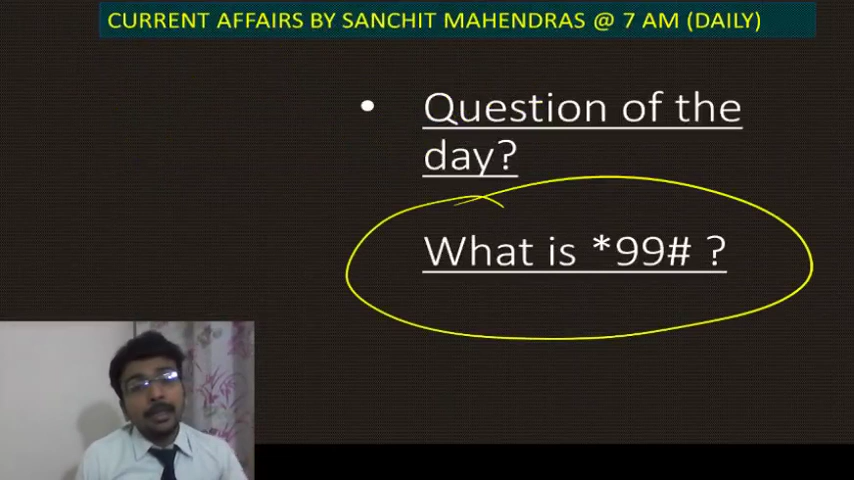 CURRENT AFFAIRS BY SANCHIT MAHENDRAS @ 7 AM (DAILY)
• Question of the
day?
What is *99# ?